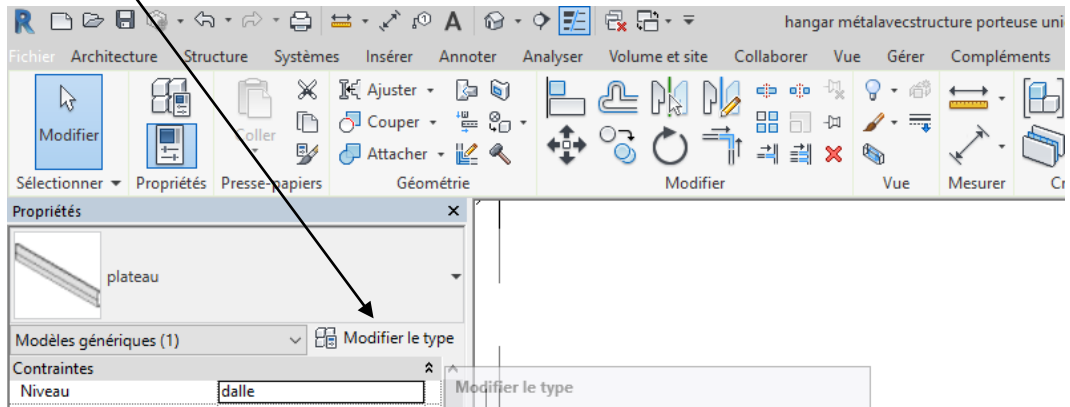 R A hangar métalavecstructure porteuse uni
Fichier Architecture Structure Systèmes Insérer Annoter Analyser Volume et site Collaborer Vue Gérer Compléments
Ajuster
Modifier Coller Couper
Attacher
Sélectionner Propriétés Presse-papiers Géométrie Modifier Vue Mesurer Cr
Propriétés
plateau
Modèles génériques (1) Modifier le type
Contraintes
Niveau dalle
Modifier le type